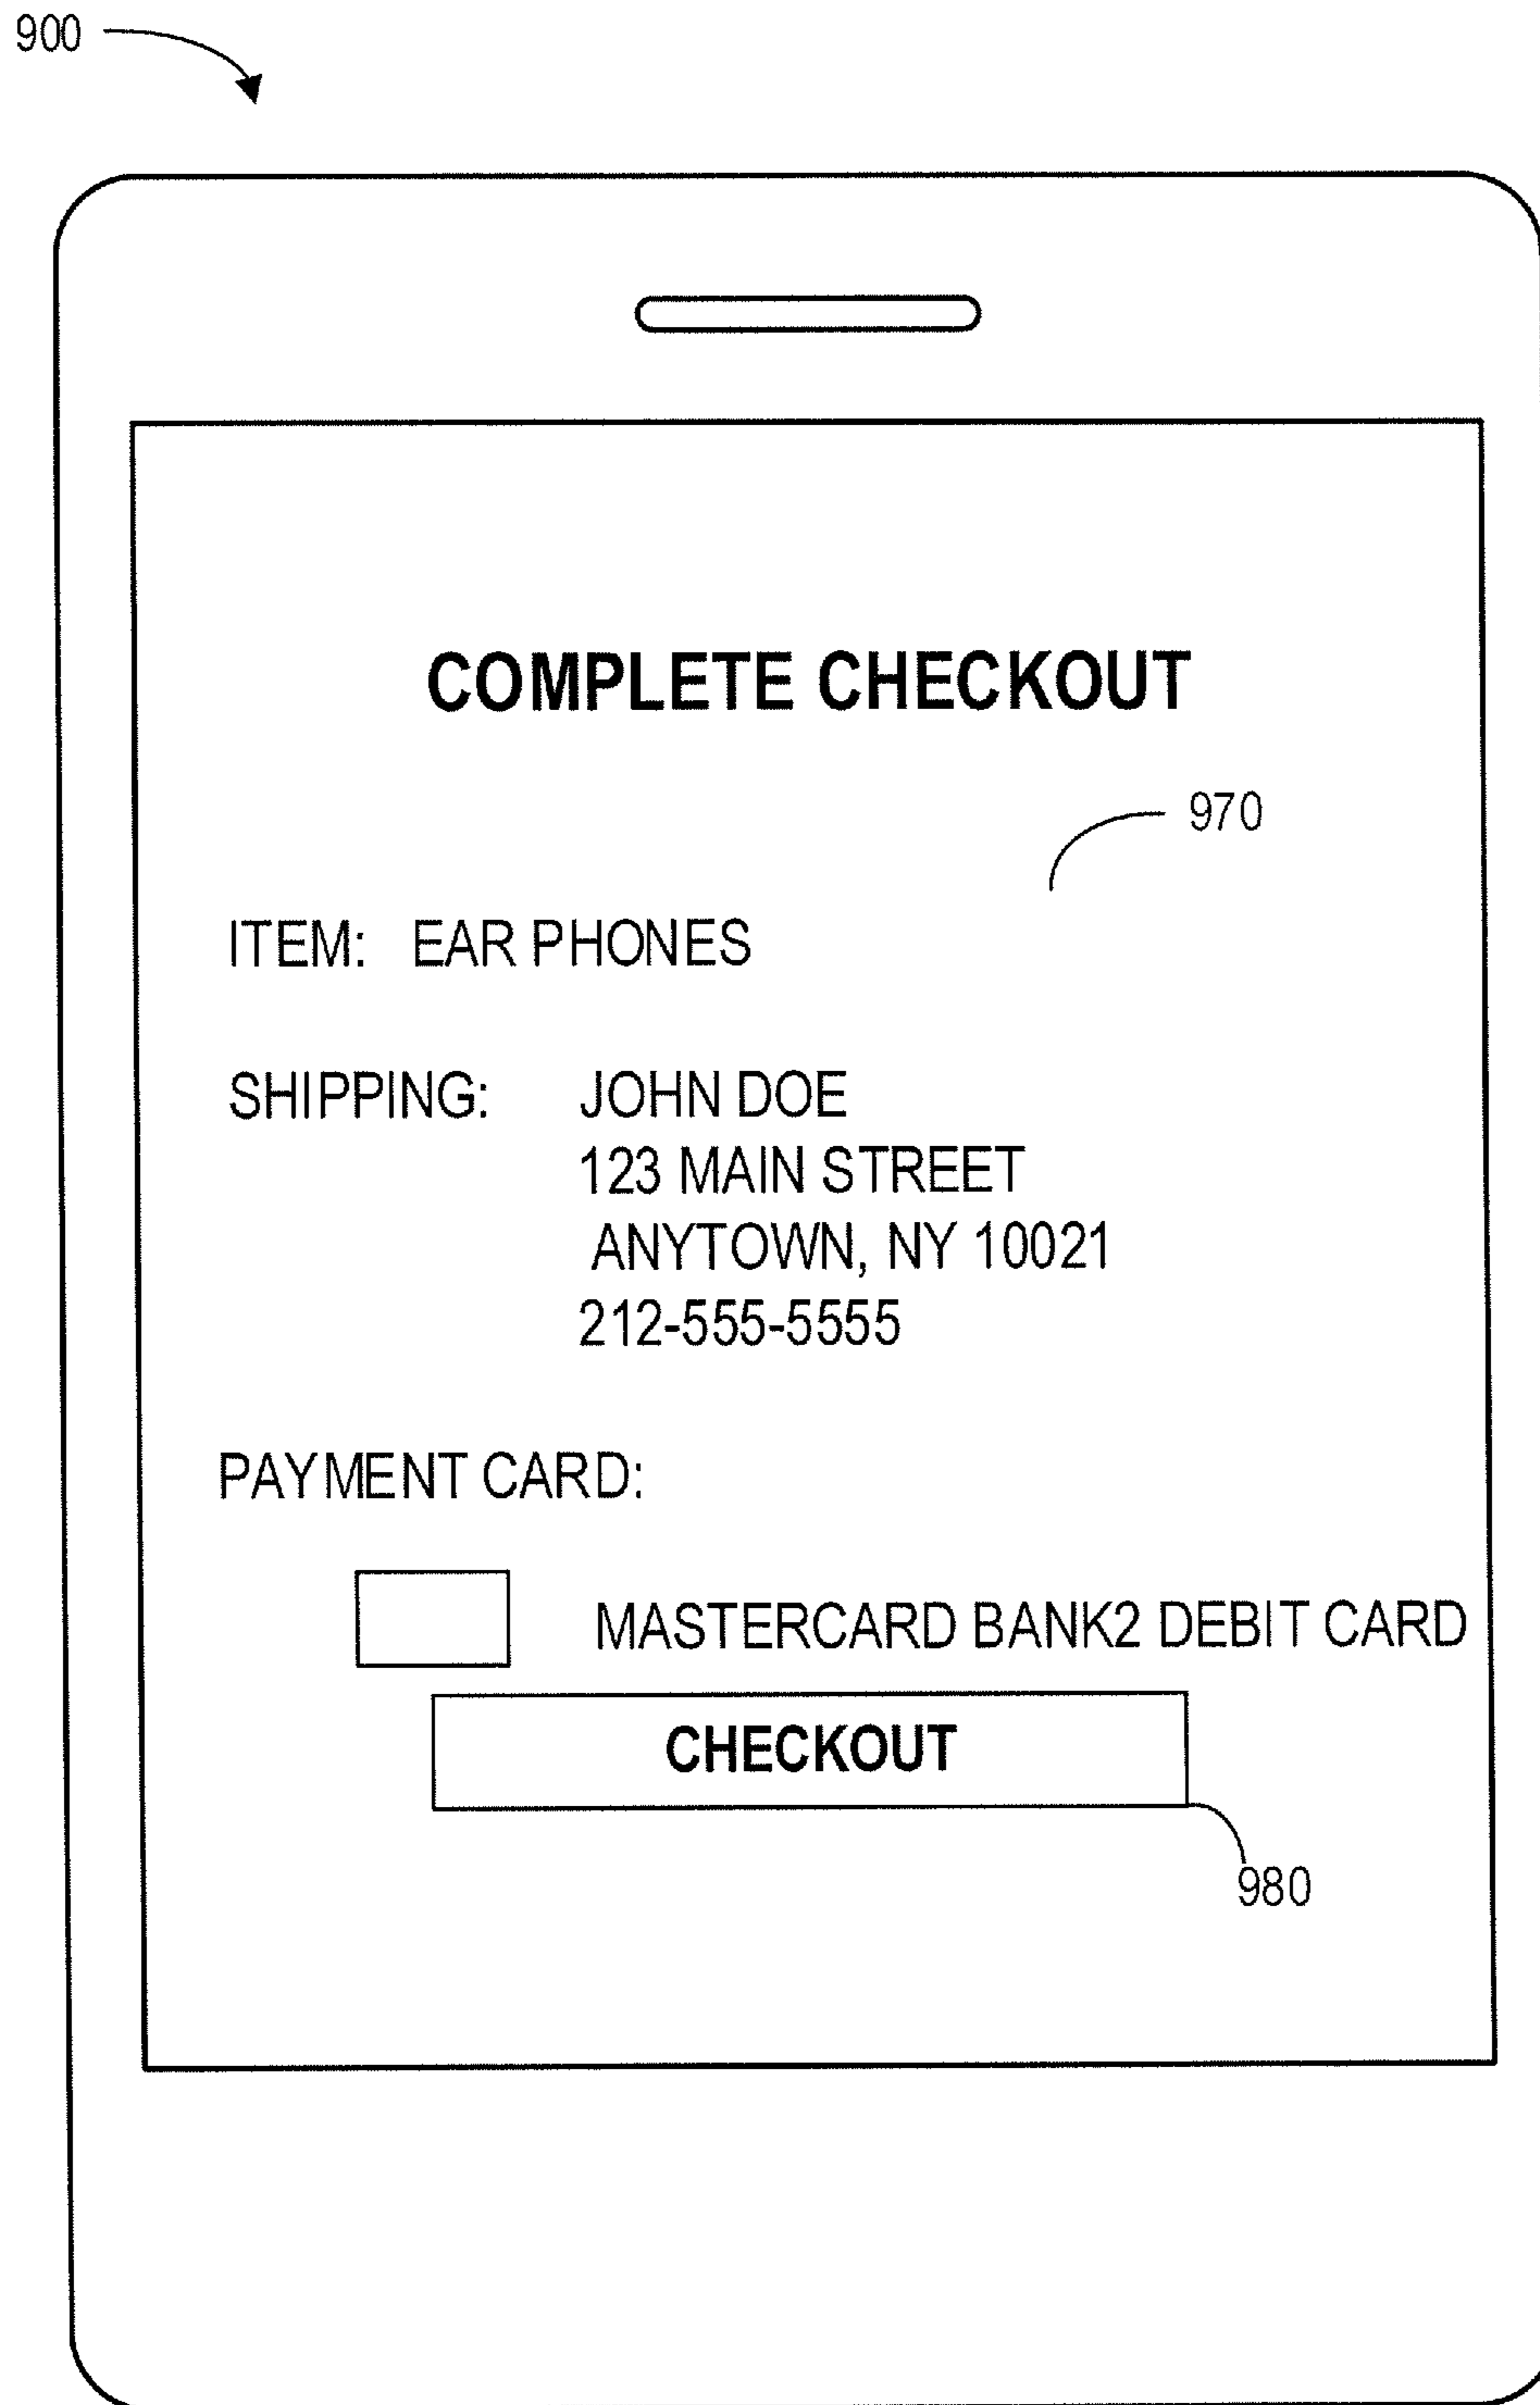 900
COMPLETE CHECKOUT
970
ITEM: EAR PHONES
SHIPPING: JOHN DOE
123 MAIN STREET
ANYTOWN, NY 10021
212-555-5555
PAYMENT CARD:
MASTERCARD BANK2 DEBIT CARD
CHECKOUT
980